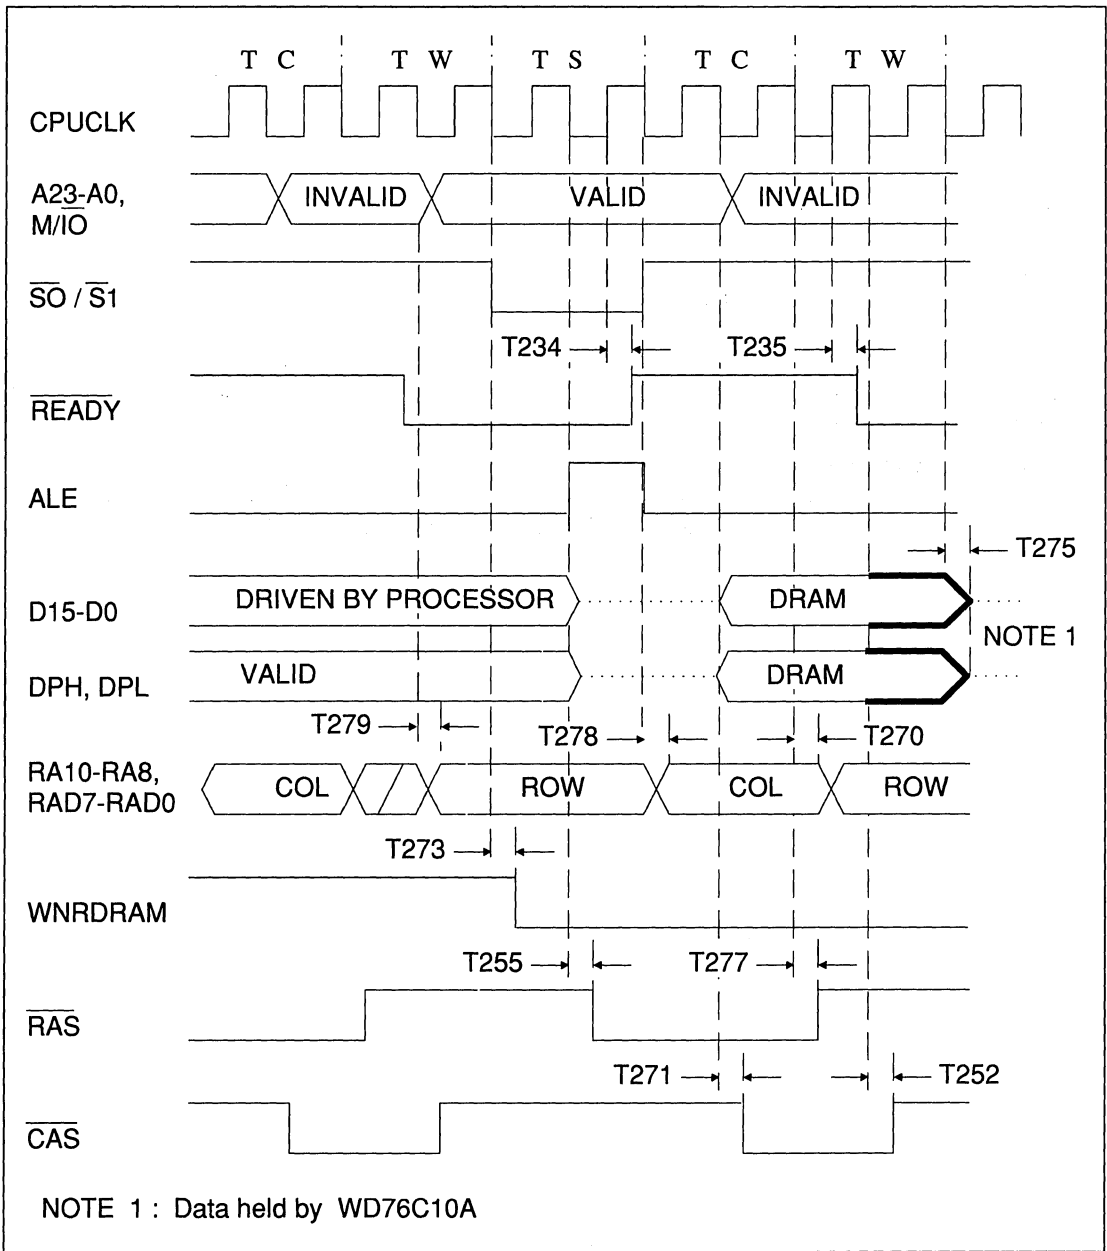 T C T W T S T C T W
CPUCLK
A23-A0,
M/IO
INVALID VALID INVALID
SO / S1
T234 T235
READY
ALE
T275
D15-D0
DRIVEN BY PROCESSOR DRAM
NOTE 1
DPH, DPL
VALID DRAM
T279 T278 T270
RA10-RA8,
RAD7-RAD0
COL ROW COL ROW
T273
WNRDRAM
T255 T277
RAS
T271 T252
CAS
NOTE 1 : Data held by WD76C10A